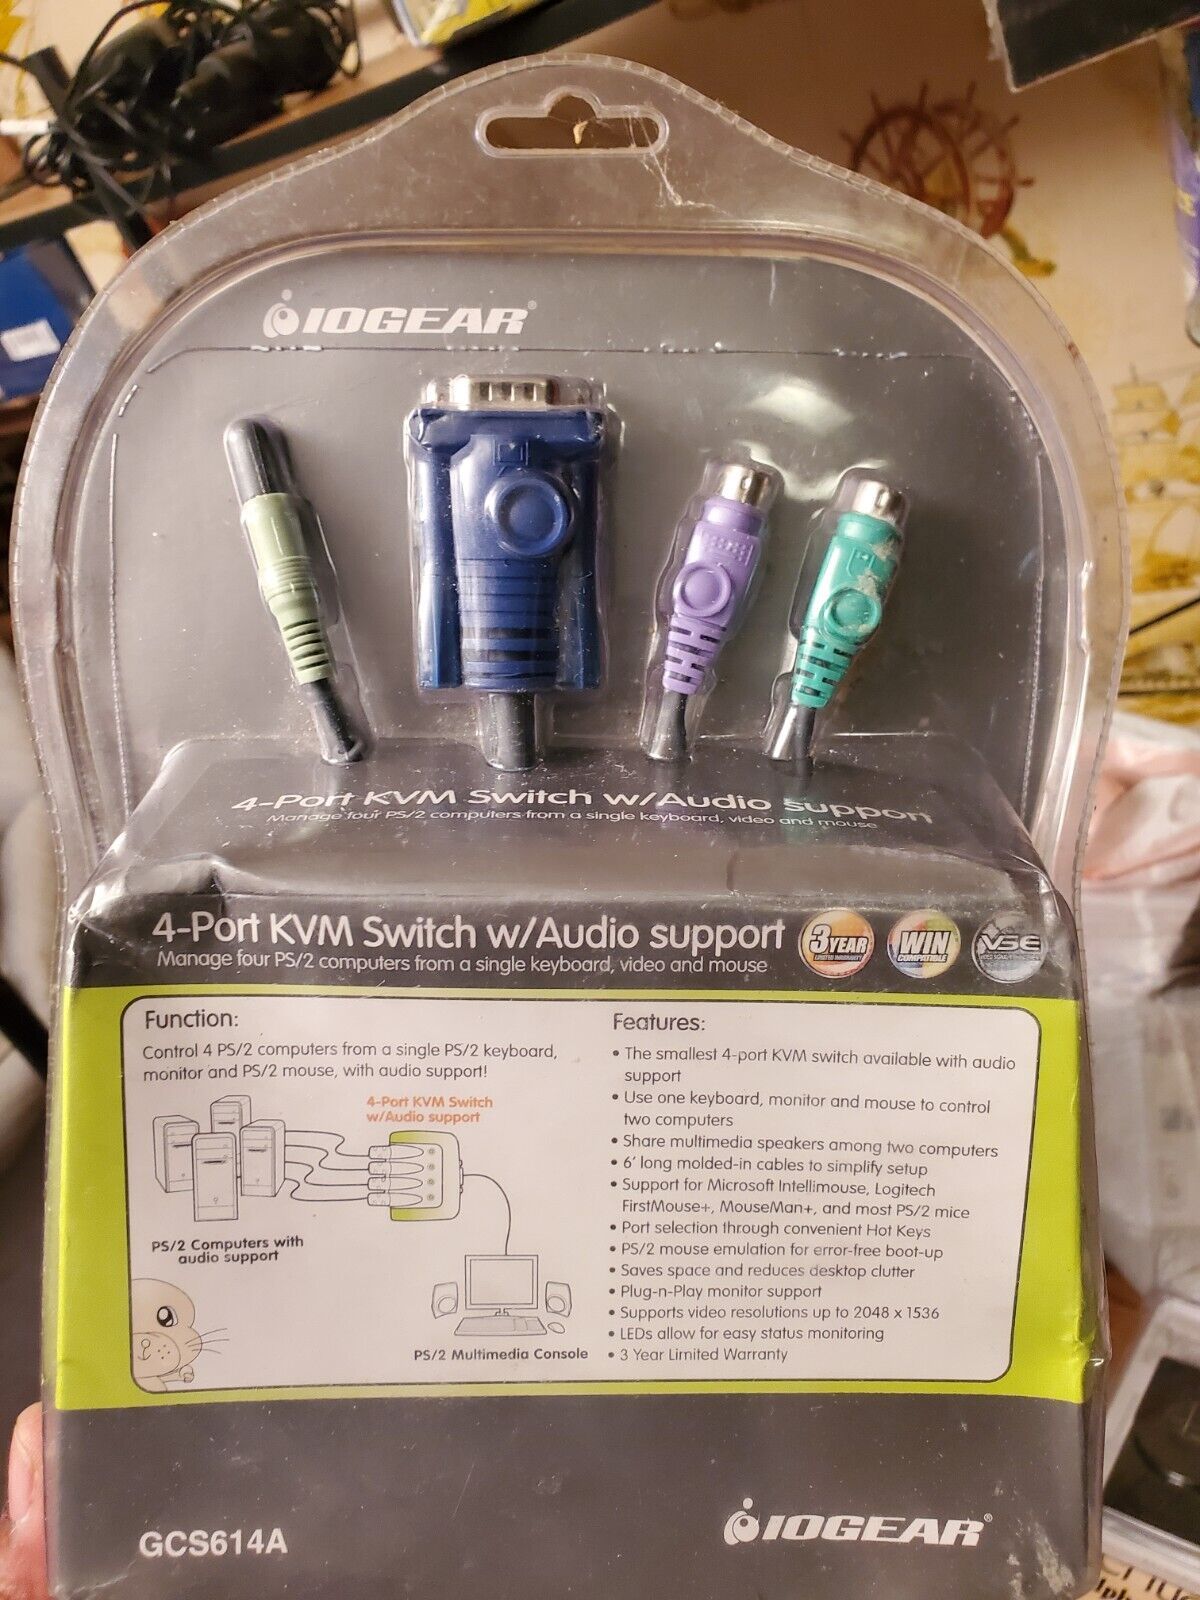 IOGEAR®
4-Port KVM Switch w/Audio support
Manage four PS/2 computers from a single keyboard, video and mouse
4-Port KVM Switch w/Audio support
Manage four PS/2 computers from a single keyboard, video and mouse
3 YEAR
LIMITED WARRANTY
WIN
COMPATIBLE
VSE
Function:
Control 4 PS/2 computers from a single PS/2 keyboard,
monitor and PS/2 mouse, with audio support!
4-Port KVM Switch
w/Audio support
PS/2 Computers with
audio support
PS/2 Multimedia Console
Features:
• The smallest 4-port KVM switch available with audio
support
• Use one keyboard, monitor and mouse to control
two computers
• Share multimedia speakers among two computers
• 6' long molded-in cables to simplify setup
• Support for Microsoft Intellimouse, Logitech
FirstMouse+, MouseMan+, and most PS/2 mice
• Port selection through convenient Hot Keys
• PS/2 mouse emulation for error-free boot-up
• Saves space and reduces desktop clutter
• Plug-n-Play monitor support
• Supports video resolutions up to 2048 x 1536
• LEDs allow for easy status monitoring
• 3 Year Limited Warranty
GCS614A
IOGEAR®